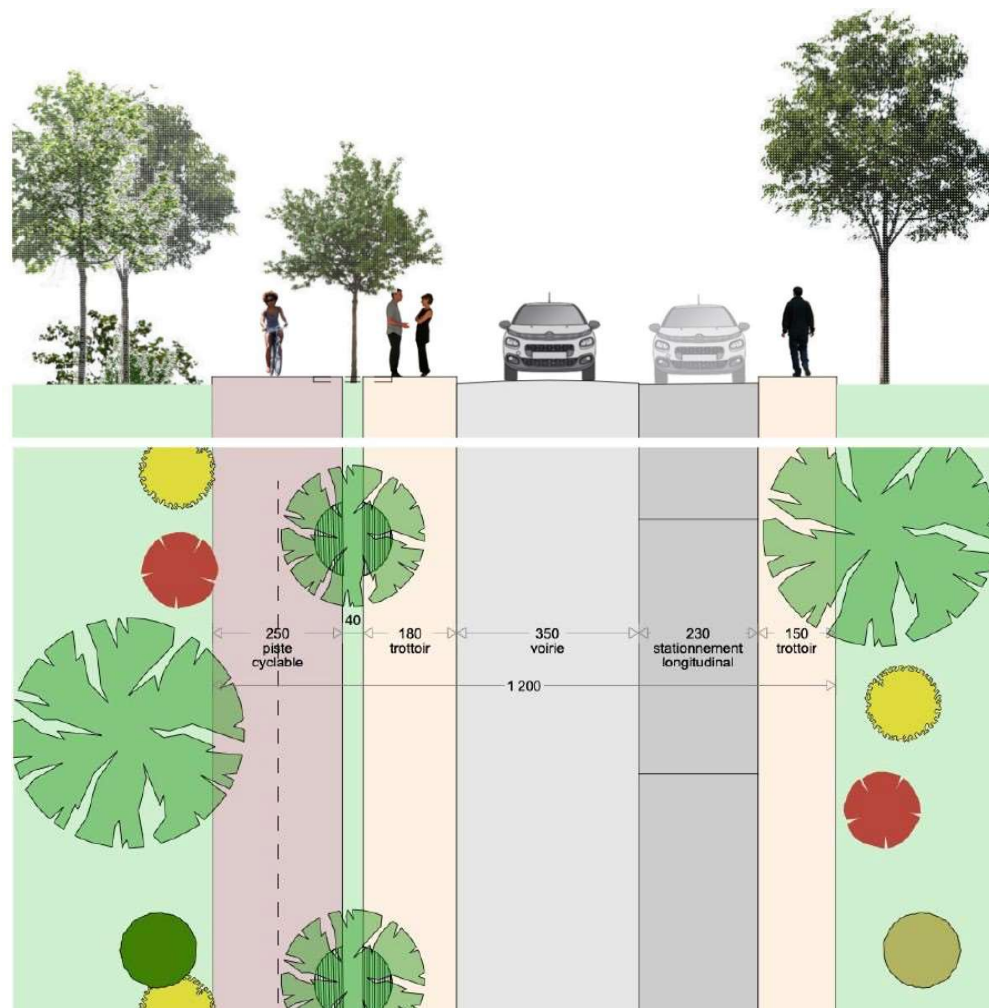 40
250
piste
cyclable
180
trottoir
350
voirie
230
stationnement
longitudinal
150
trottoir
1 200